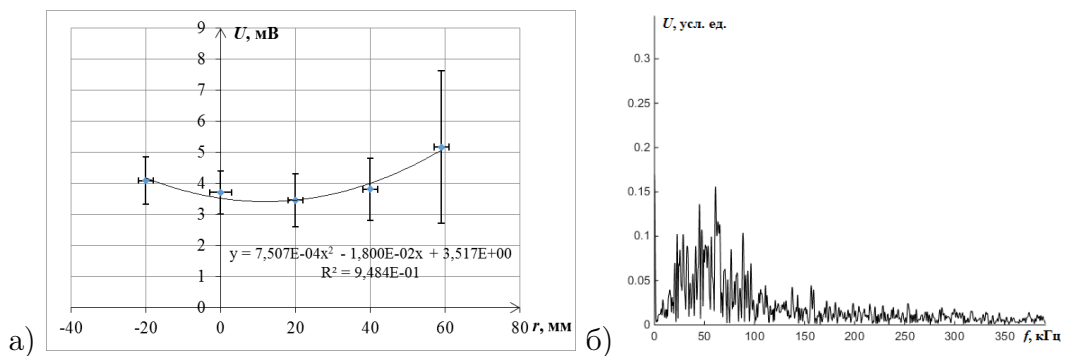 U, мВ
9
8
7
6
5
4
3
2
1
0
y = 7,507E-04x² - 1,800E-02x + 3,517E+00
R² = 9,484E-01
-40 -20 0 20 40 60 80 r, мм
а)
U, усл. ед.
0.3
0.25
0.2
0.15
0.1
0.05
0
0 50 100 150 200 250 300 350 f, кГц
б)